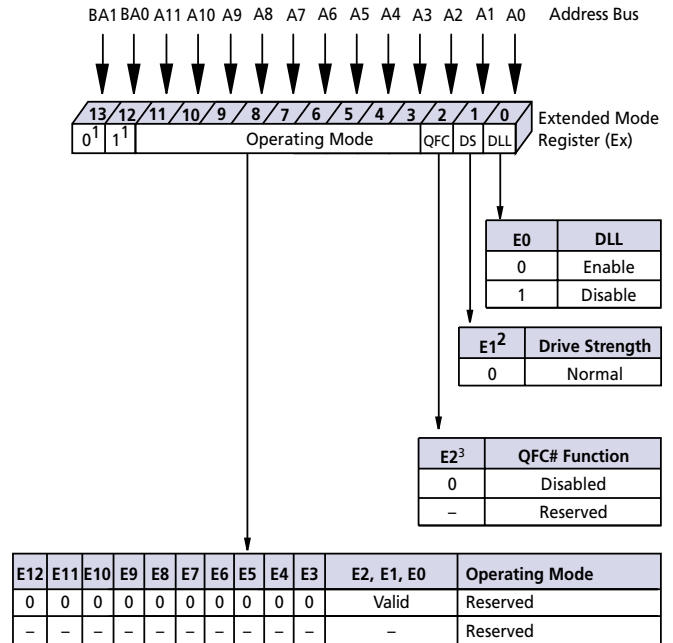 BA1 BA0 A11 A10 A9 A8 A7 A6 A5 A4 A3 A2 A1 A0 Address Bus
13 12 11 10 9 8 7 6 5 4 3 2 1 0
Extended Mode
Register (Ex)
0¹ 1¹ Operating Mode QFC DS DLL
E0 DLL
0 Enable
1 Disable
E1² Drive Strength
0 Normal
E2³ QFC# Function
0 Disabled
– Reserved
E12 E11 E10 E9 E8 E7 E6 E5 E4 E3 E2, E1, E0 Operating Mode
0 0 0 0 0 0 0 0 0 0 Valid Reserved
– – – – – – – – – – – Reserved